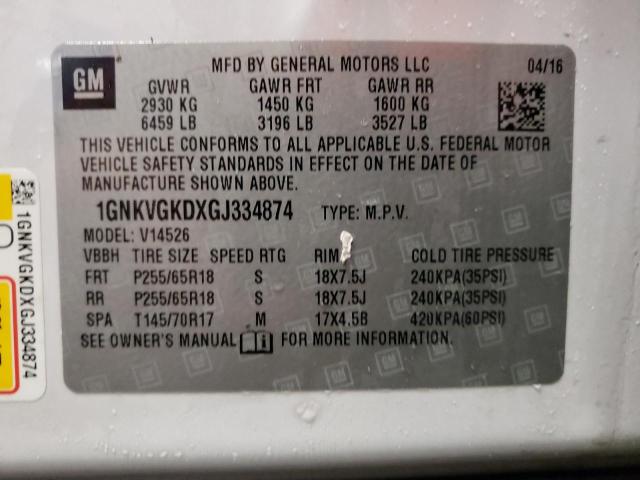 GM
MFD BY GENERAL MOTORS LLC 04/16
GVWR GAWR FRT GAWR RR
2930 KG 1450 KG 1600 KG
6459 LB 3196 LB 3527 LB
THIS VEHICLE CONFORMS TO ALL APPLICABLE U.S. FEDERAL MOTOR
VEHICLE SAFETY STANDARDS IN EFFECT ON THE DATE OF
MANUFACTURE SHOWN ABOVE.
1GNKVGKDXGJ334874 TYPE: M.P.V.
MODEL: V14526
VBBH TIRE SIZE SPEED RTG RIM COLD TIRE PRESSURE
FRT P255/65R18 S 18X7.5J 240KPA(35PSI)
RR P255/65R18 S 18X7.5J 240KPA(35PSI)
SPA T145/70R17 M 17X4.5B 420KPA(60PSI)
SEE OWNER'S MANUAL FOR MORE INFORMATION.
1GNKVGKDXGJ334874